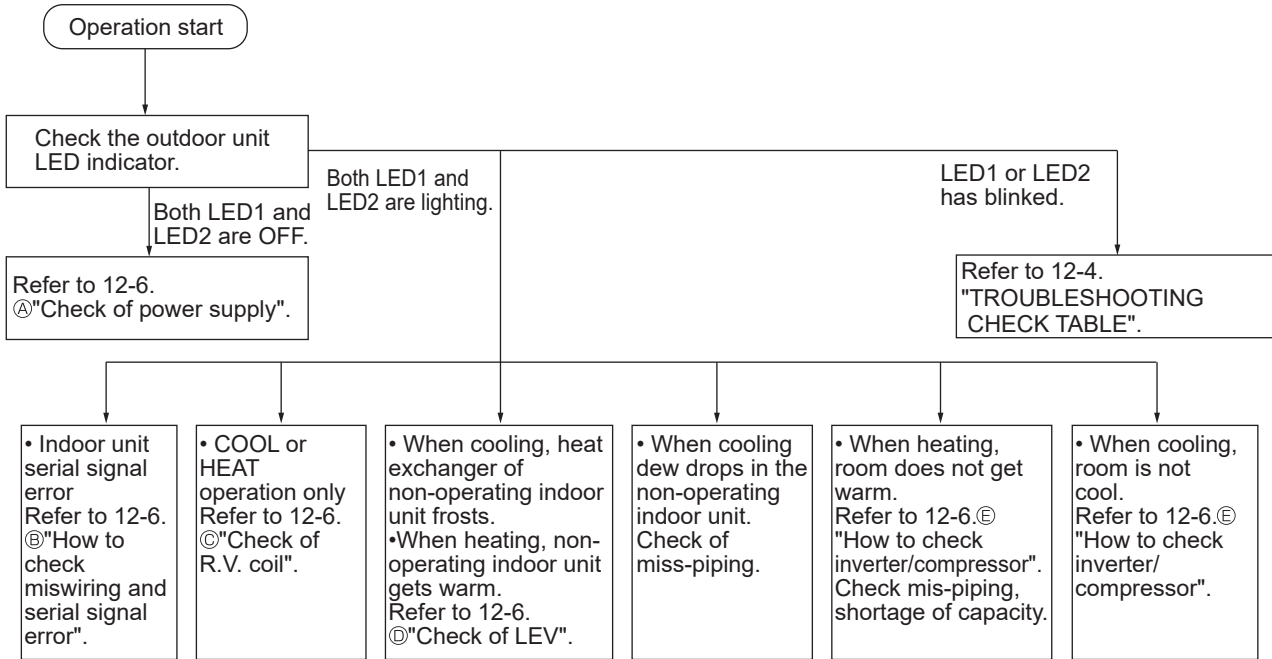 Operation start
Check the outdoor unit
LED indicator.
Both LED1 and
LED2 are lighting.
LED1 or LED2
has blinked.
Both LED1 and
LED2 are OFF.
Refer to 12-6.
Ⓐ"Check of power supply".
Refer to 12-4.
"TROUBLESHOOTING
CHECK TABLE".
• Indoor unit
serial signal
error
Refer to 12-6.
Ⓑ"How to
check
miswiring and
serial signal
error".
• COOL or
HEAT
operation only
Refer to 12-6.
Ⓒ"Check of
R.V. coil".
• When cooling, heat
exchanger of
non-operating indoor
unit frosts.
•When heating, non-
operating indoor unit
gets warm.
Refer to 12-6.
Ⓓ"Check of LEV".
• When cooling
dew drops in the
non-operating
indoor unit.
Check of
miss-piping.
• When heating,
room does not get
warm.
Refer to 12-6.Ⓔ
"How to check
inverter/compressor".
Check mis-piping,
shortage of capacity.
• When cooling,
room is not
cool.
Refer to 12-6.Ⓔ
"How to check
inverter/
compressor".